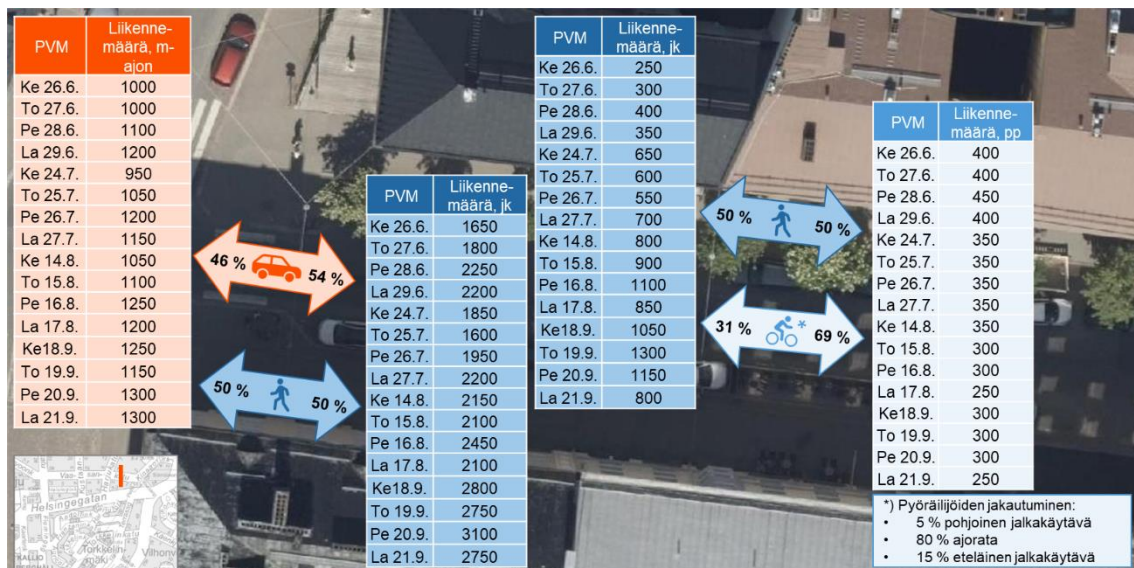 PVM Liikenne-
määrä, m-
ajon
Ke 26.6. 1000
To 27.6. 1000
Pe 28.6. 1100
La 29.6. 1200
Ke 24.7. 950
To 25.7. 1050
Pe 26.7. 1200
La 27.7. 1150
Ke 14.8. 1050
To 15.8. 1100
Pe 16.8. 1250
La 17.8. 1200
Ke18.9. 1250
To 19.9. 1150
Pe 20.9. 1300
La 21.9. 1300
46 % 54 %
50 % 50 %
PVM Liikenne-
määrä, jk
Ke 26.6. 1650
To 27.6. 1800
Pe 28.6. 2250
La 29.6. 2200
Ke 24.7. 1850
To 25.7. 1600
Pe 26.7. 1950
La 27.7. 2200
Ke 14.8. 2150
To 15.8. 2100
Pe 16.8. 2450
La 17.8. 2100
Ke18.9. 2800
To 19.9. 2750
Pe 20.9. 3100
La 21.9. 2750
PVM Liikenne-
määrä, jk
Ke 26.6. 250
To 27.6. 300
Pe 28.6. 400
La 29.6. 350
Ke 24.7. 650
To 25.7. 600
Pe 26.7. 550
La 27.7. 700
Ke 14.8. 800
To 15.8. 900
Pe 16.8. 1100
La 17.8. 850
Ke18.9. 1050
To 19.9. 1300
Pe 20.9. 1150
La 21.9. 800
50 % 50 %
31 % * 69 %
PVM Liikenne-
määrä, pp
Ke 26.6. 400
To 27.6. 400
Pe 28.6. 450
La 29.6. 400
Ke 24.7. 350
To 25.7. 350
Pe 26.7. 350
La 27.7. 350
Ke 14.8. 350
To 15.8. 300
Pe 16.8. 300
La 17.8. 250
Ke18.9. 300
To 19.9. 300
Pe 20.9. 300
La 21.9. 250
*) Pyöräilijöiden jakautuminen:
• 5 % pohjoinen jalkakäytävä
• 80 % ajorata
• 15 % eteläinen jalkakäytävä
Helsingegatan
Torkkelin-
mäki
Vilhonv